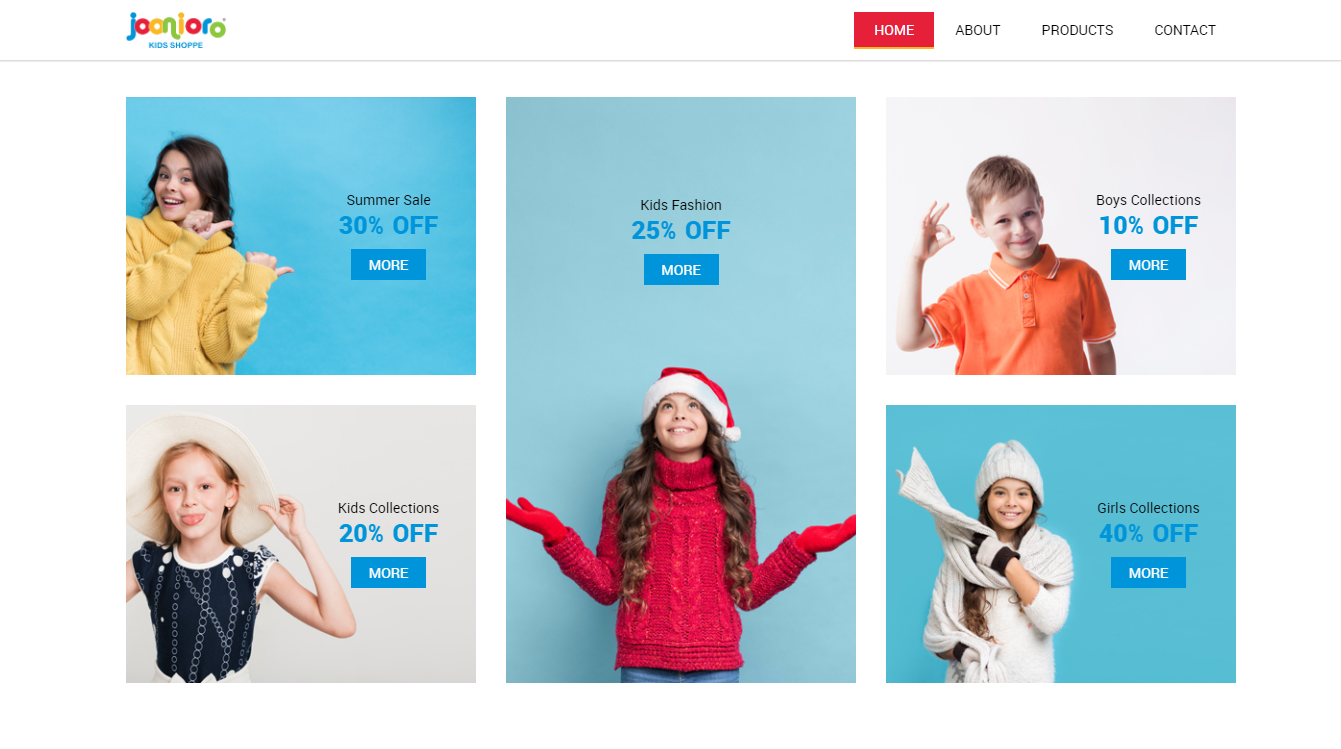 joonioro
KIDS SHOPPE
HOME
ABOUT
PRODUCTS
CONTACT
Summer Sale
30% OFF
MORE
Kids Fashion
25% OFF
MORE
Boys Collections
10% OFF
MORE
Kids Collections
20% OFF
MORE
Girls Collections
40% OFF
MORE